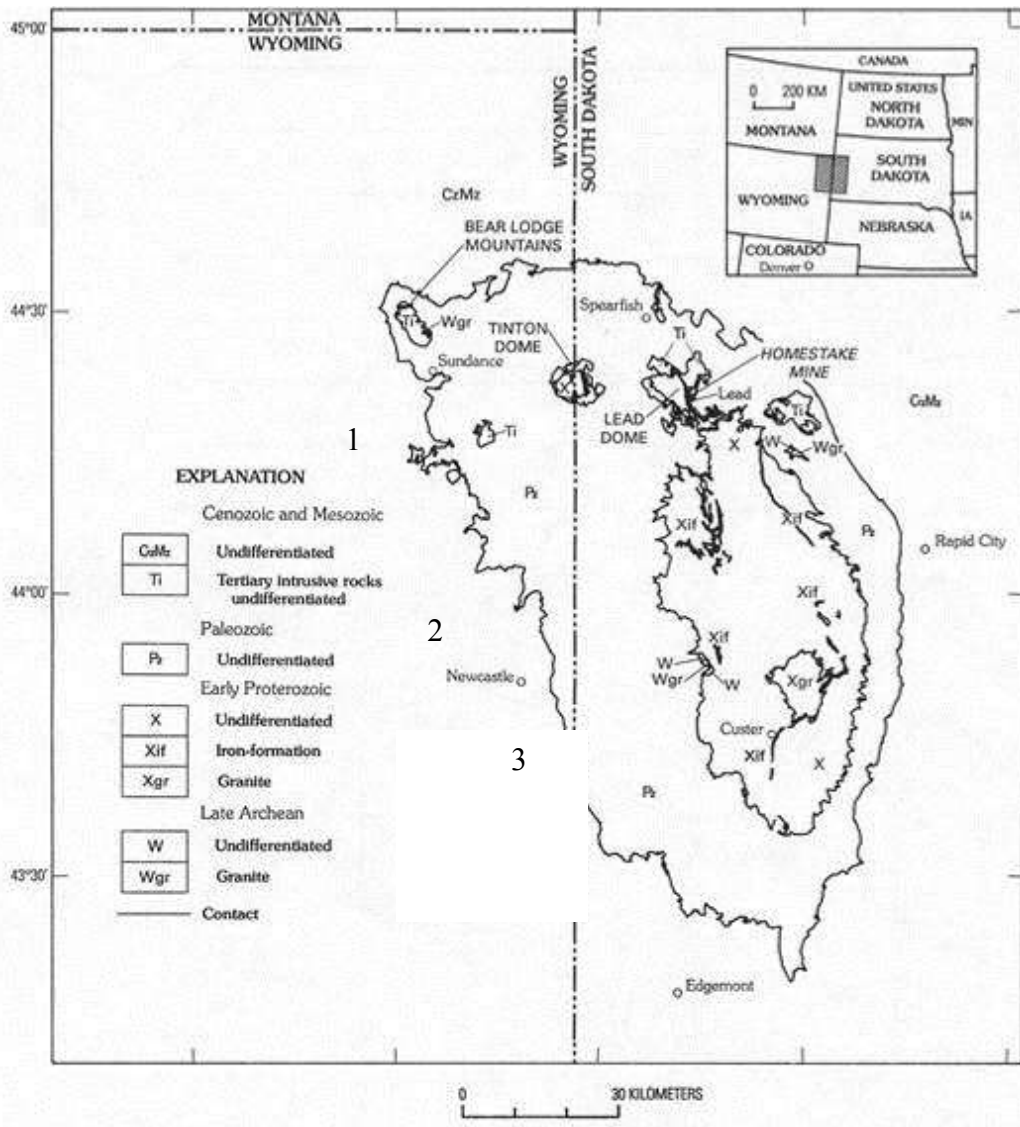 45°00'
MONTANA
WYOMING
WYOMING
SOUTH DAKOTA
CANADA
0 200 KM
UNITED STATES
NORTH
DAKOTA
MIN
MONTANA
SOUTH
DAKOTA
WYOMING
IA
NEBRASKA
COLORADO
Denver
CzMz
BEAR LODGE
MOUNTAINS
44°30'
Ti
Wgr
Spearfish
TINTON
DOME
Ti
HOMESTAKE
MINE
Sundance
X
Lead
LEAD
DOME
Ti
CzMz
1
Ti
X
W
Wgr
EXPLANATION
Pz
Cenozoic and Mesozoic
Xif
Xif
Pz
Rapid City
CzMz Undifferentiated
Ti Tertiary intrusive rocks
undifferentiated
44°00'
Xif
Paleozoic
2
Xif
Pz Undifferentiated
W
Wgr
W
Xgr
Newcastle
Early Proterozoic
X Undifferentiated
Custer
Xif Iron-formation
3
Xif
X
Xgr Granite
Pz
Late Archean
W Undifferentiated
43°30'
Wgr Granite
Contact
Edgemont
0 30 KILOMETERS